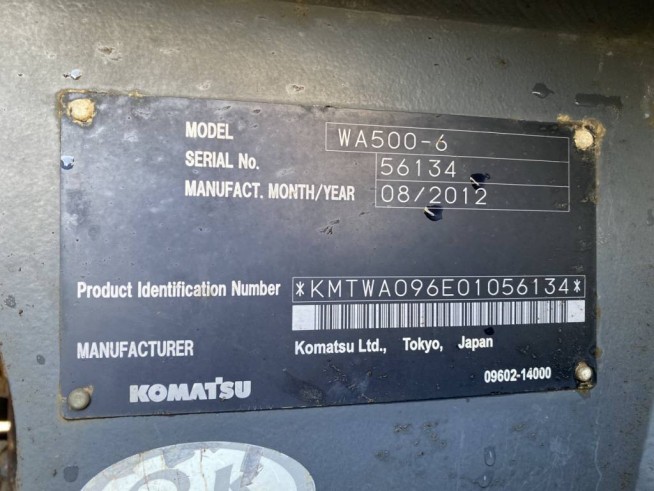 MODEL WA500-6
SERIAL No. 56134
MANUFACT. MONTH/YEAR 08/2012
Product Identification Number *KMTWA096E01056134*
MANUFACTURER Komatsu Ltd., Tokyo, Japan
KOMATSU 09602-14000
OK